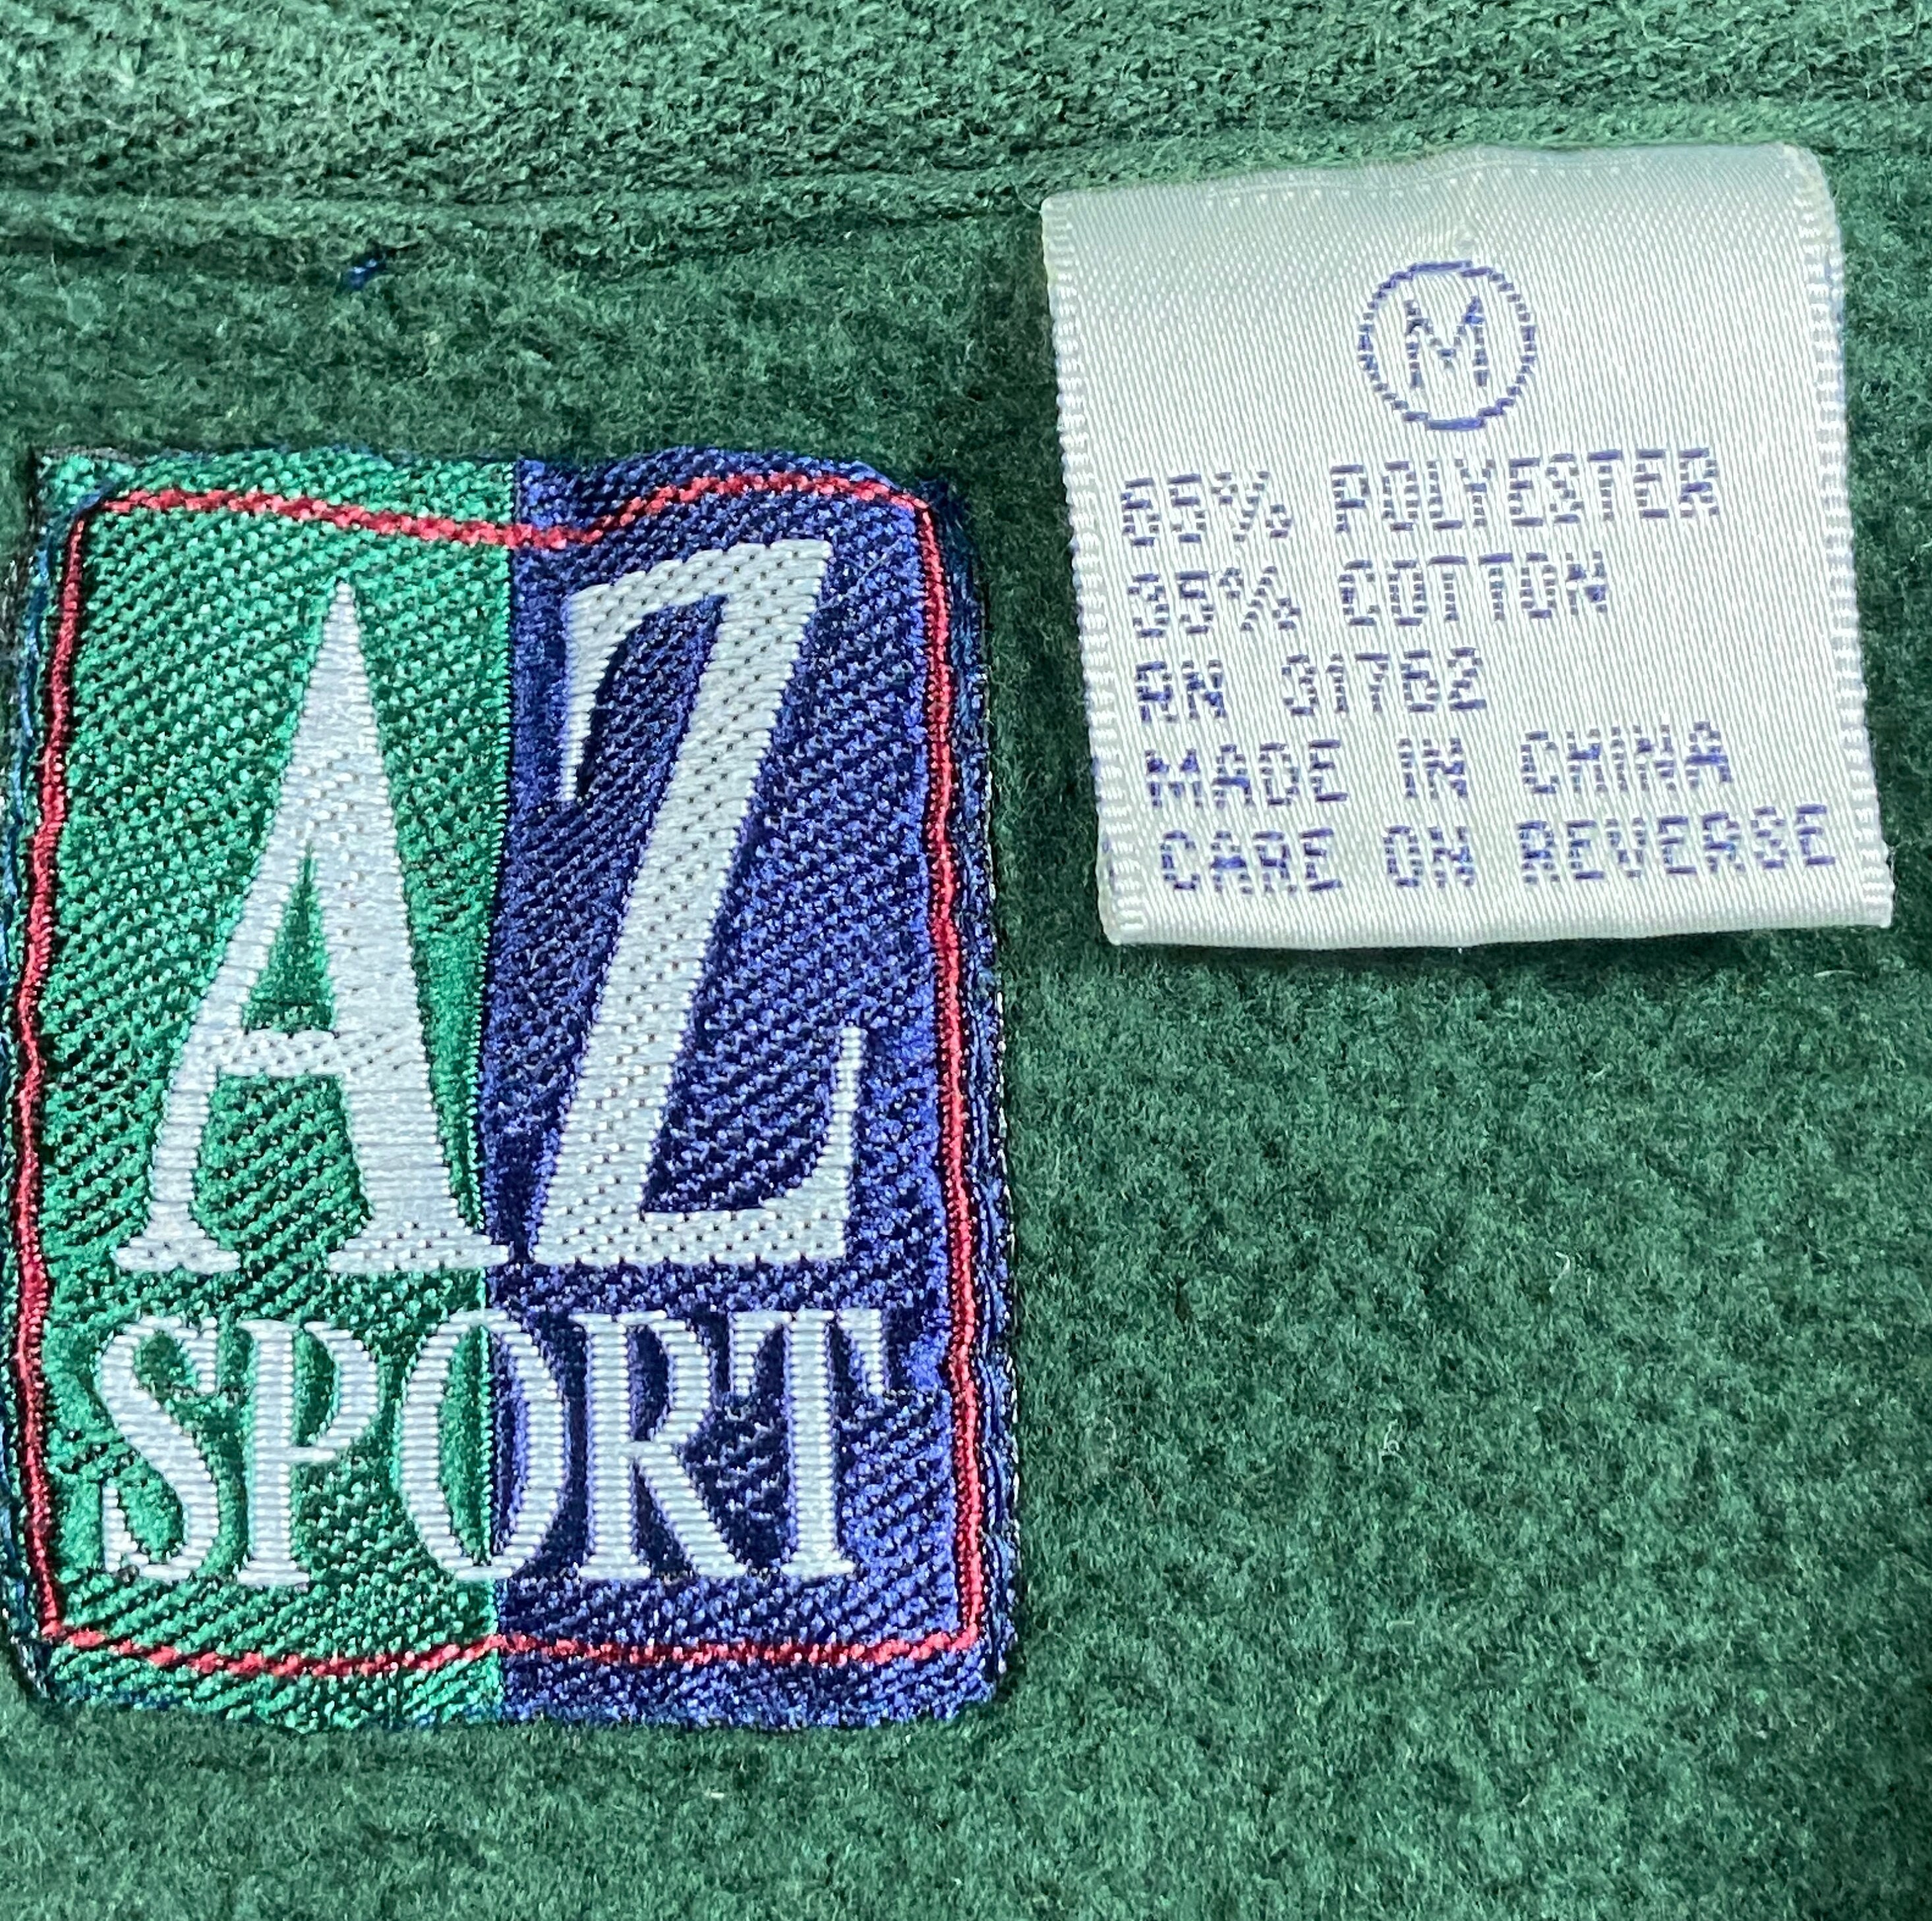 AZ
SPORT
M
65% POLYESTER
35% COTTON
RN 31762
MADE IN CHINA
CARE ON REVERSE